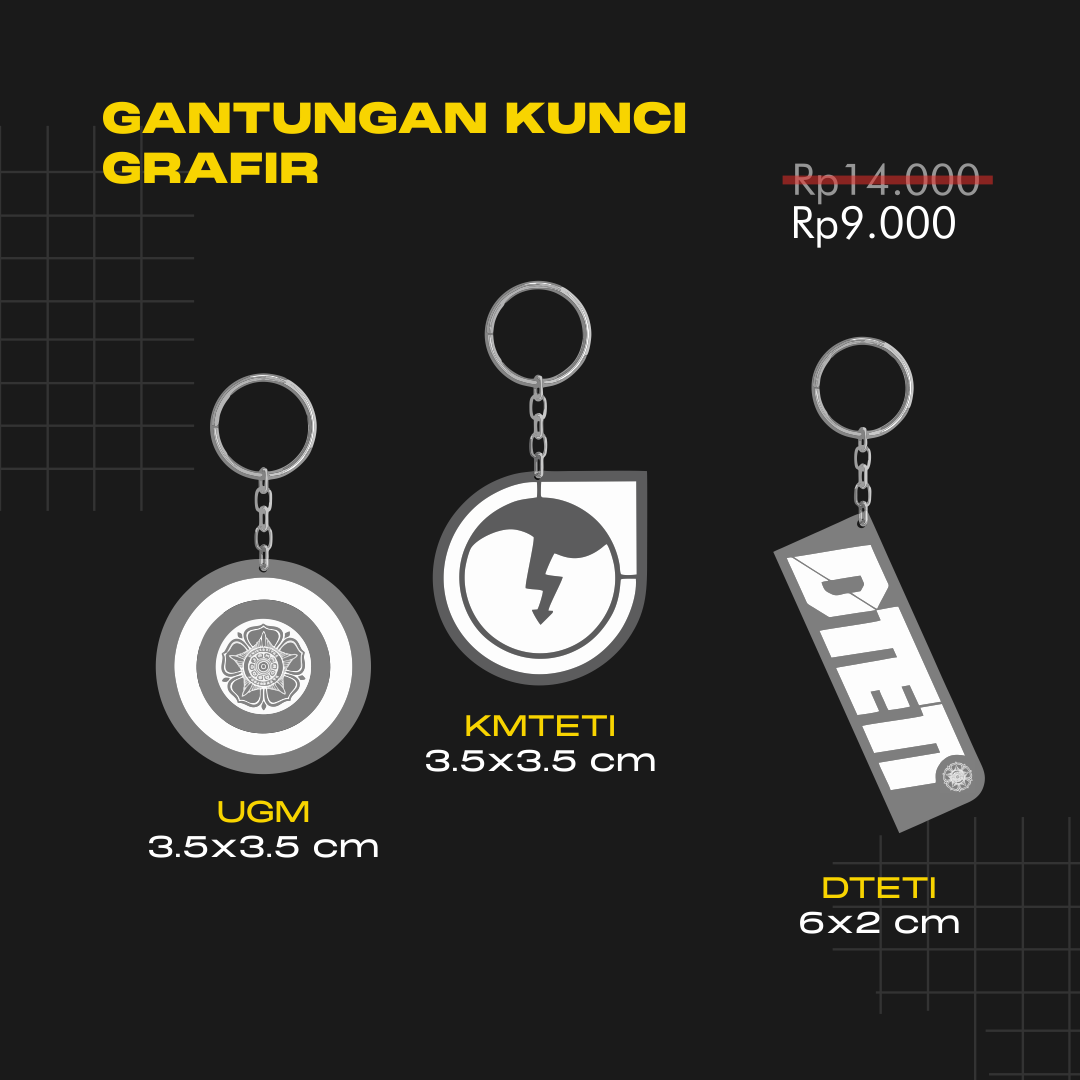 GANTUNGAN KUNCI
GRAFIR
Rp14.000
Rp9.000
KMTETI
3.5x3.5 cm
UGM
3.5x3.5 cm
DTETI
DTETI
6x2 cm